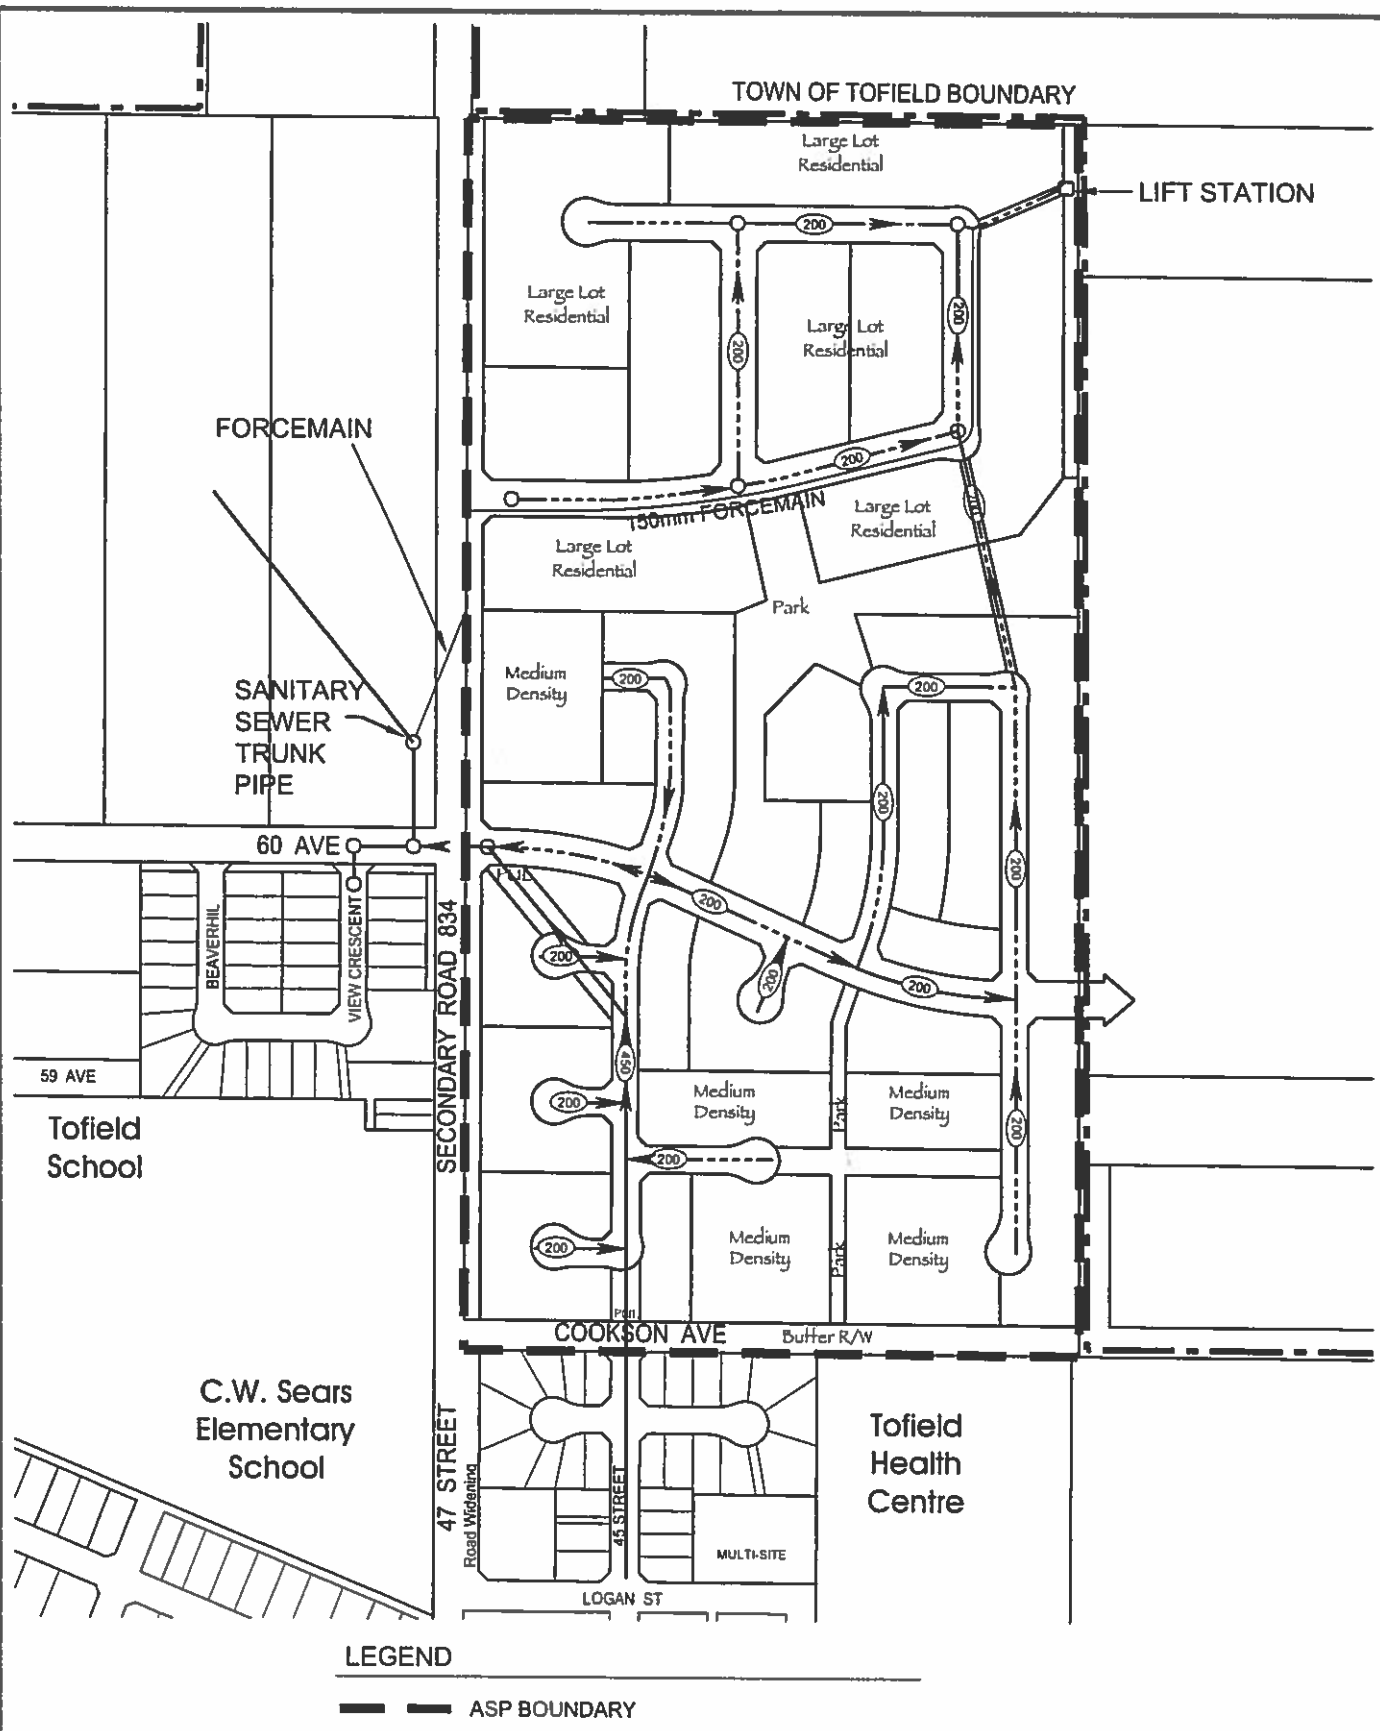 TOWN OF TOFIELD BOUNDARY
Large Lot
Residential
LIFT STATION
200
Large Lot
Residential
Large Lot
Residential
200
200
FORCEMAIN
200
150mm FORCEMAIN
Large Lot
Residential
Large Lot
Residential
Park
Medium
Density
200
200
SANITARY
SEWER
TRUNK
PIPE
200
60 AVE
PUL
200
200
BEAVERHIL
VIEW CRESCENT
SECONDARY ROAD 834
200
200
200
450
59 AVE
200
Medium
Density
Medium
Density
Park
200
Tofield
School
200
200
Medium
Density
Park
Medium
Density
COOKSON AVE
Buffer R/W
C.W. Sears
Elementary
School
47 STREET
Road Widening
45 STREET
Tofield
Health
Centre
MULTI-SITE
LOGAN ST
LEGEND
ASP BOUNDARY